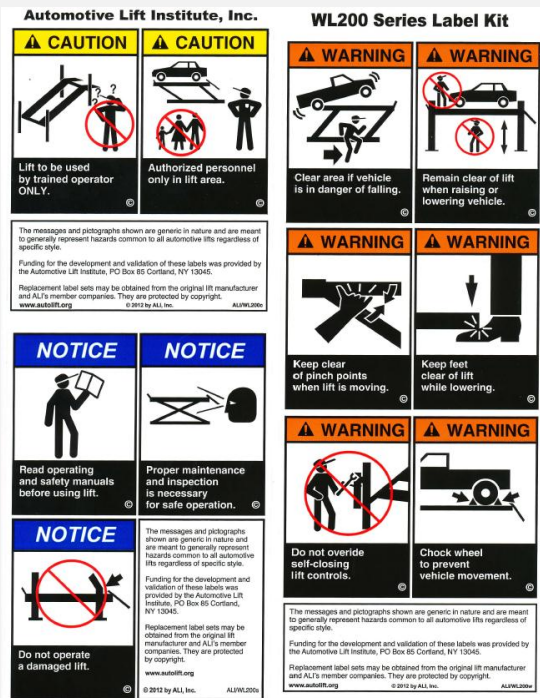 Automotive Lift Institute, Inc.
WL200 Series Label Kit
CAUTION
Lift to be used
by trained operator
ONLY.
©
CAUTION
Authorized personnel
only in lift area.
©
The messages and pictographs shown are generic in nature and are meant
to generally represent hazards common to all automotive lifts regardless of
specific style.
Funding for the development and validation of these labels was provided by
the Automotive Lift Institute, PO Box 85 Cortland, NY 13045.
Replacement label sets may be obtained from the original lift manufacturer
and ALI's member companies. They are protected by copyright.
www.autolift.org © 2012 by ALI, Inc. ALI/WL200c
NOTICE
Read operating
and safety manuals
before using lift.
©
NOTICE
Proper maintenance
and inspection
is necessary
for safe operation.
©
NOTICE
Do not operate
a damaged lift.
©
The messages and pictographs
shown are generic in nature and
are meant to generally represent
hazards common to all automotive
lifts regardless of specific style.
Funding for the development and
validation of these labels was
provided by the Automotive Lift
Institute, PO Box 85 Cortland,
NY 13045.
Replacement label sets may be
obtained from the original lift
manufacturer and ALI's member
companies. They are protected
by copyright.
www.autolift.org
© 2012 by ALI, Inc. ALI/WL200s
WARNING
Clear area if vehicle
is in danger of falling.
©
WARNING
Remain clear of lift
when raising or
lowering vehicle.
©
WARNING
Keep clear
of pinch points
when lift is moving.
©
WARNING
Keep feet
clear of lift
while lowering.
©
WARNING
Do not overide
self-closing
lift controls.
©
WARNING
Chock wheel
to prevent
vehicle movement.
©
The messages and pictographs shown are generic in nature and are meant
to generally represent hazards common to all automotive lifts regardless of
specific style.
Funding for the development and validation of these labels was provided by
the Automotive Lift Institute, PO Box 85 Cortland, NY 13045.
Replacement label sets may be obtained from the original lift manufacturer
and ALI's member companies. They are protected by copyright.
www.autolift.org © 2012 by ALI, Inc. ALI/WL200w